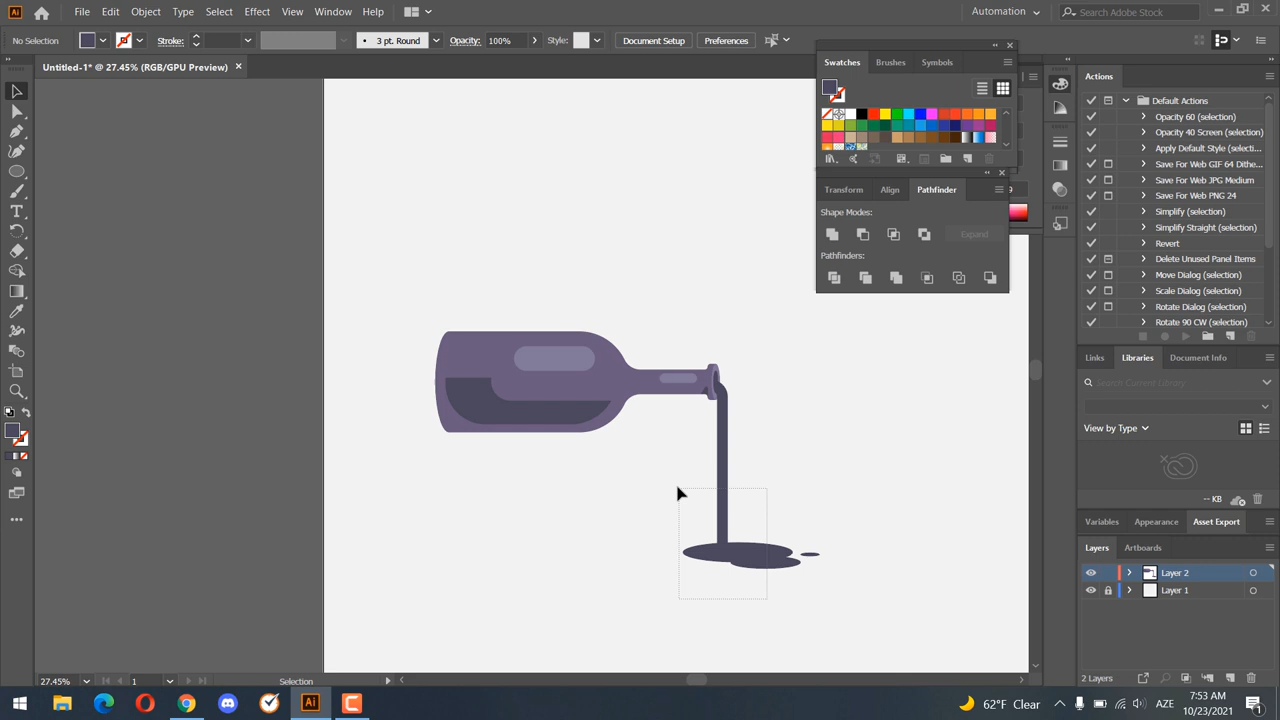 Ai File Edit Object Type Select Effect View Window Help Automation Search Adobe Stock
No Selection Stroke: 3 pt. Round Opacity: 100% Style: Document Setup Preferences
Untitled-1* @ 27.45% (RGB/GPU Preview)
Swatches Brushes Symbols
Transform Align Pathfinder
Shape Modes:
Expand
Pathfinders:
Actions
Default Actions
Opacity 60 (selection)
Opacity 40 Screen (selection)
Apply Default Style (selecti...
Save For Web GIF 64 Dithe...
Save For Web JPG Medium
Save For Web PNG 24
Simplify (selection)
Simplify Straight (selection)
Revert
Delete Unused Panel Items
Move Dialog (selection)
Scale Dialog (selection)
Rotate Dialog (selection)
Rotate 90 CW (selection)
Links Libraries Document Info
Search Current Library
View by Type
-- KB
Variables Appearance Asset Export
Layers Artboards
Layer 2
Layer 1
2 Layers
27.45% 1 Selection
Ai 62°F Clear AZE 7:53 AM
10/23/2021